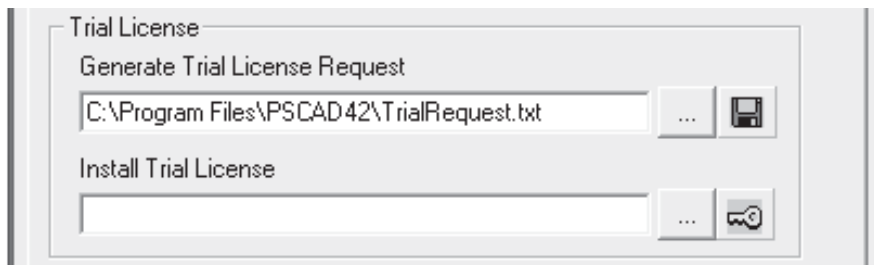 Trial License
Generate Trial License Request
C:\Program Files\PSCAD42\TrialRequest.txt ...
Install Trial License
...